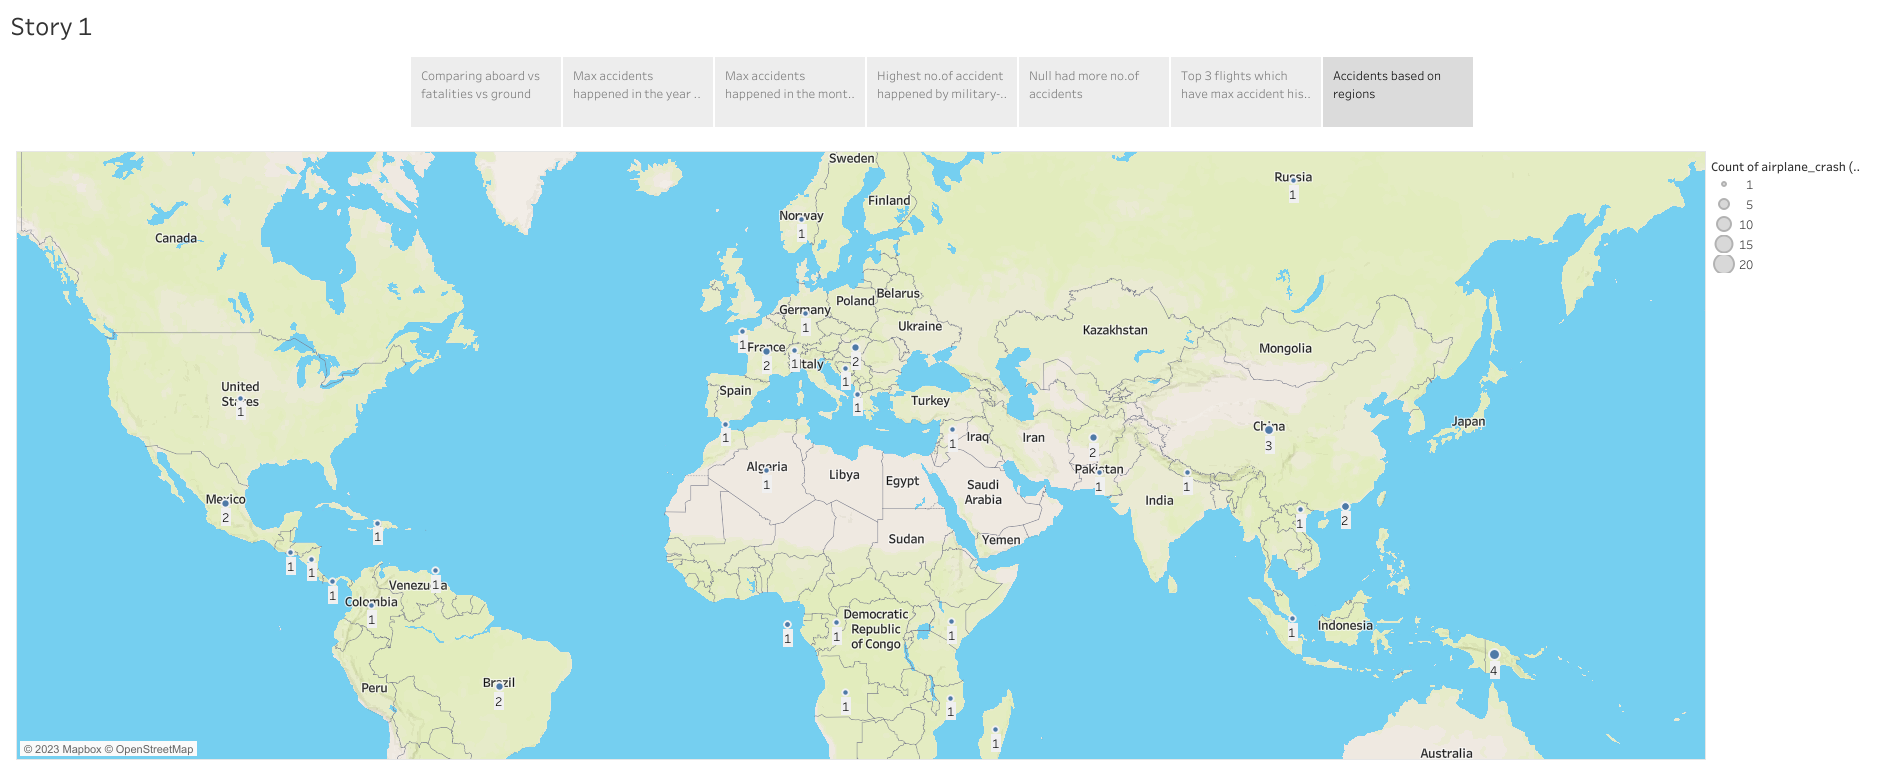 Story 1
Comparing aboard vs
fatalities vs ground
Max accidents
happened in the year ..
Max accidents
happened in the mont..
Highest no.of accident
happened by military-..
Null had more no.of
accidents
Top 3 flights which
have max accident his..
Accidents based on
regions
Count of airplane_crash (..
1
5
10
15
20
Sweden
Russia
1
Finland
Norway
1
Canada
Belarus
Poland
Germany
1
Ukraine
Kazakhstan
Mongolia
1
France
2
1
Italy
2
1
United
States
1
Spain
1
Turkey
Japan
China
3
1
Iraq
Iran
2
1
Algeria
1
Libya
Egypt
Saudi
Arabia
Pakistan
1
1
India
Mexico
2
1
1
2
Sudan
Yemen
1
1
1
Venezuela
1
Colombia
1
Democratic
Republic
of Congo
1
1
1
1
Indonesia
4
Peru
Brazil
2
1
1
1
Australia
© 2023 Mapbox © OpenStreetMap